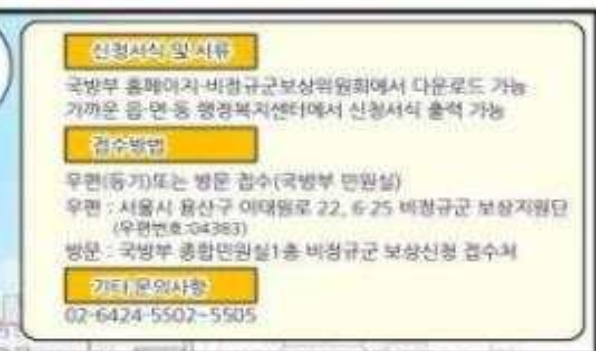 신청서식 및 서류
국방부 홈페이지-비정규군보상위원회에서 다운로드 가능
가까운 읍·면·동 행정복지센터에서 신청서식 출력 가능
접수방법
우편(등기)또는 방문 접수(국방부 민원실)
우편 : 서울시 용산구 이태원로 22, 6·25 비정규군 보상지원단
(우편번호:04383)
방문 : 국방부 종합민원실1층 비정규군 보상신청 접수처
기타 문의사항
02-6424-5502~5505